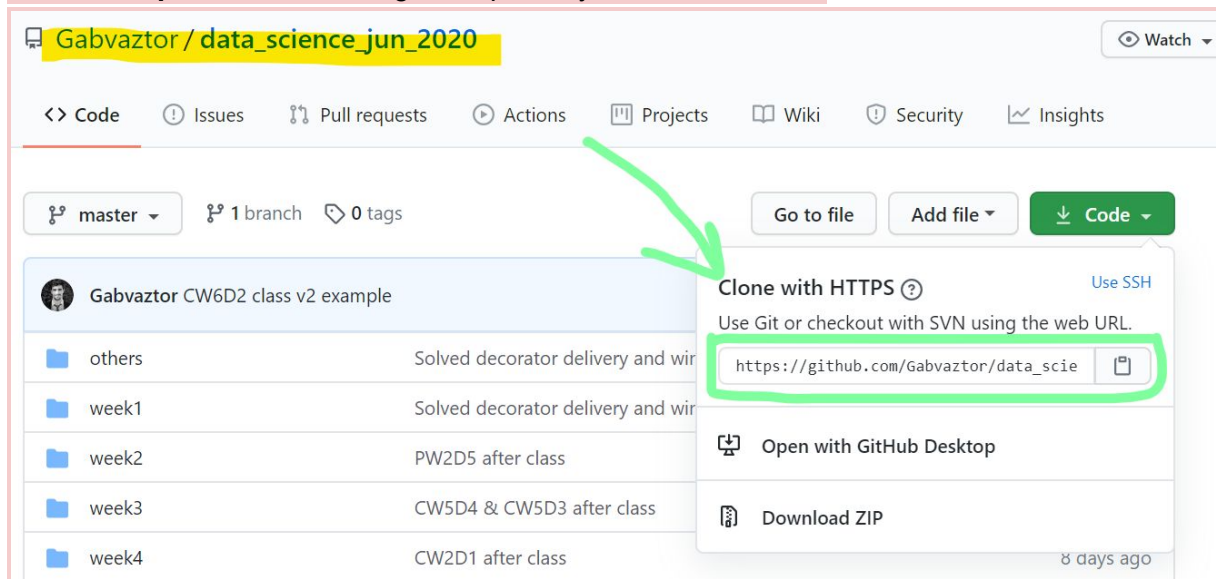 Gabvaztor / data_science_jun_2020
Watch
<> Code Issues Pull requests Actions Projects Wiki Security Insights
master 1 branch 0 tags Go to file Add file Code
Gabvaztor CW6D2 class v2 example
Clone with HTTPS ? Use SSH
Use Git or checkout with SVN using the web URL.
https://github.com/Gabvaztor/data_scie
Open with GitHub Desktop
Download ZIP
others Solved decorator delivery and
week1 Solved decorator delivery and
week2 PW2D5 after class
week3 CW5D4 & CW5D3 after class
week4 CW2D1 after class 8 days ago